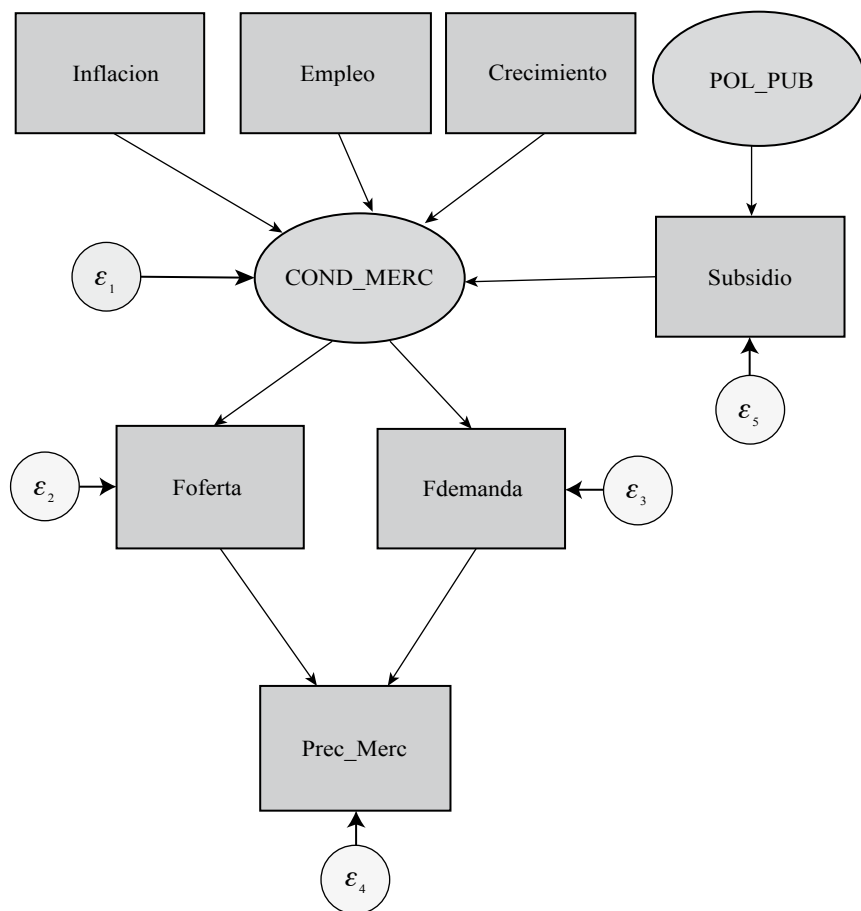 Inflacion
Empleo
Crecimiento
POL_PUB
ε1
COND_MERC
Subsidio
ε5
ε2
Foferta
Fdemanda
ε3
Prec_Merc
ε4